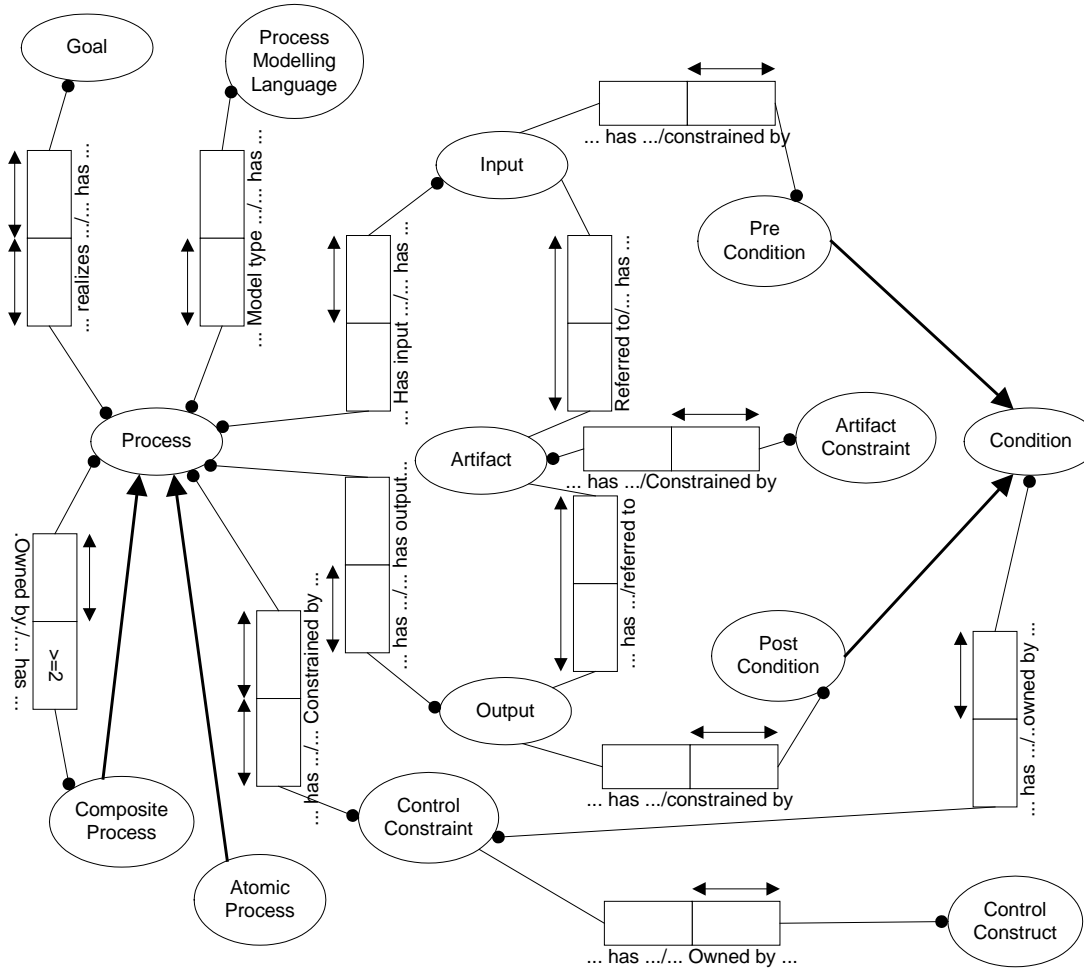 Goal
Process
Modelling
Language
... has .../constrained by
Input
Pre
Condition
... realizes .../... has ...
... Model type .../... has ...
... Has input .../... has ...
Referred to/... has ...
Process
Artifact
Artifact
Constraint
Condition
... has .../Constrained by
.Owned by./... has ...
>=2
... has .../... has output...
... has .../referred to
... has .../... Constrained by ...
Post
Condition
... has .../..owned by ...
Output
... has .../constrained by
Composite
Process
Control
Constraint
Atomic
Process
Control
Construct
... has .../... Owned by ...